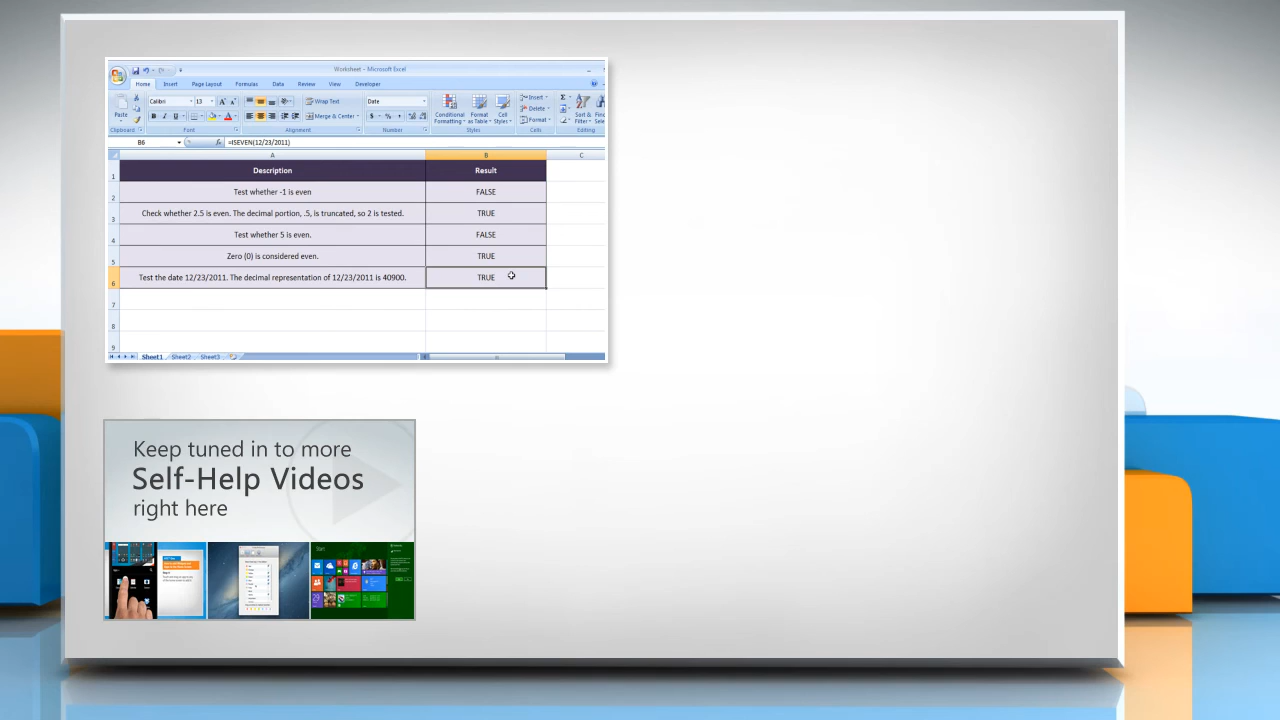 Worksheet - Microsoft Excel
Home Insert Page Layout Formulas Data Review View Developer
Calibri 13 Wrap Text Date Insert
Paste Merge & Center $ % , Conditional Formatting Format as Table Cell Styles Delete Sort & Filter
B I U Format
Clipboard Font Alignment Number Styles Cells Editing
B6 fx =ISEVEN(12/23/2011)
A B C
1 Description Result
2 Test whether -1 is even FALSE
3 Check whether 2.5 is even. The decimal portion, .5, is truncated, so 2 is tested. TRUE
4 Test whether 5 is even. FALSE
5 Zero (0) is considered even. TRUE
6 Test the date 12/23/2011. The decimal representation of 12/23/2011 is 40900. TRUE
7
8
9
Sheet1 Sheet2 Sheet3
Keep tuned in to more
Self-Help Videos
right here
Start